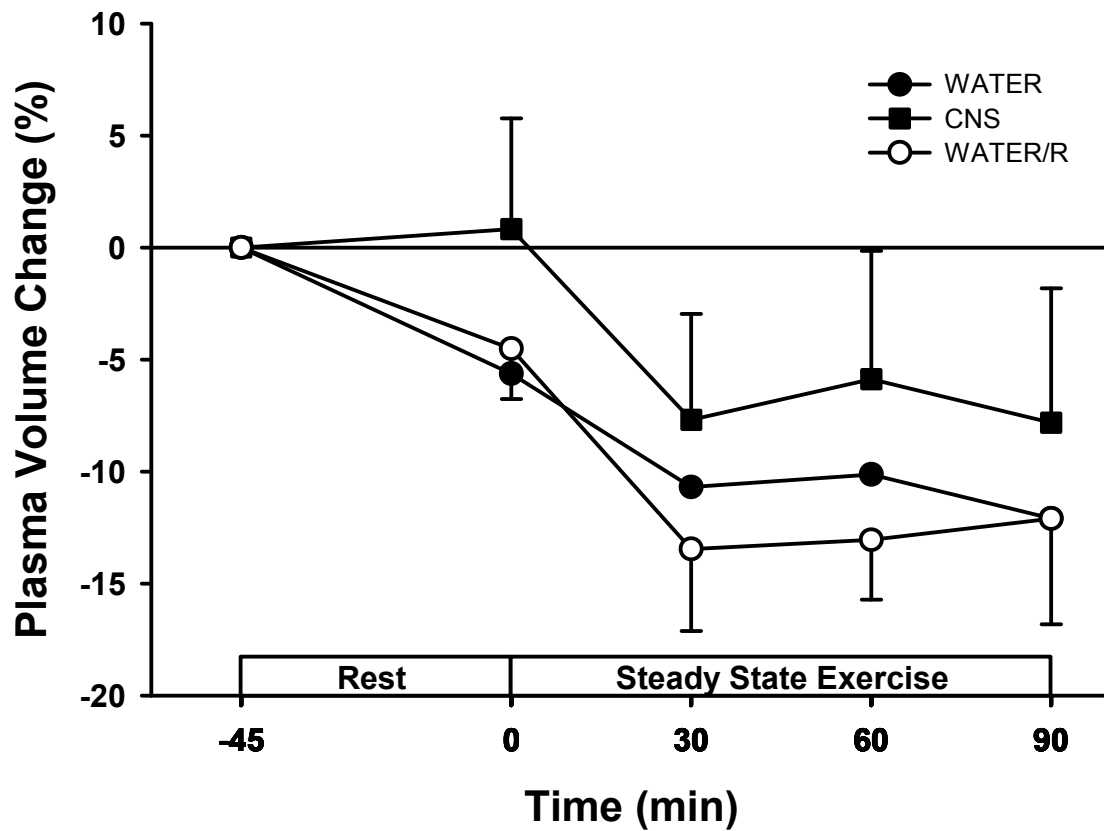 Plasma Volume Change (%)
10
5
0
-5
-10
-15
-20
WATER
CNS
WATER/R
Rest
Steady State Exercise
-45
0
30
60
90
Time (min)